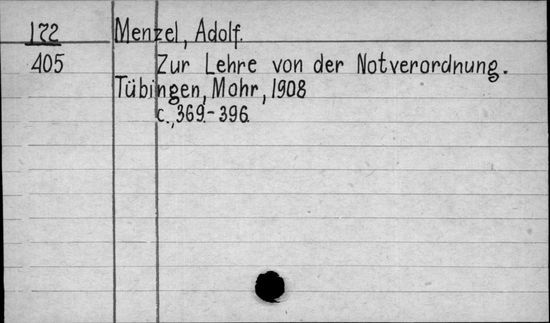 172 Menzel, Adolf.
405 Zur Lehre von der Notverordnung.
Tübingen, Mohr, 1908
c., 369.-396.